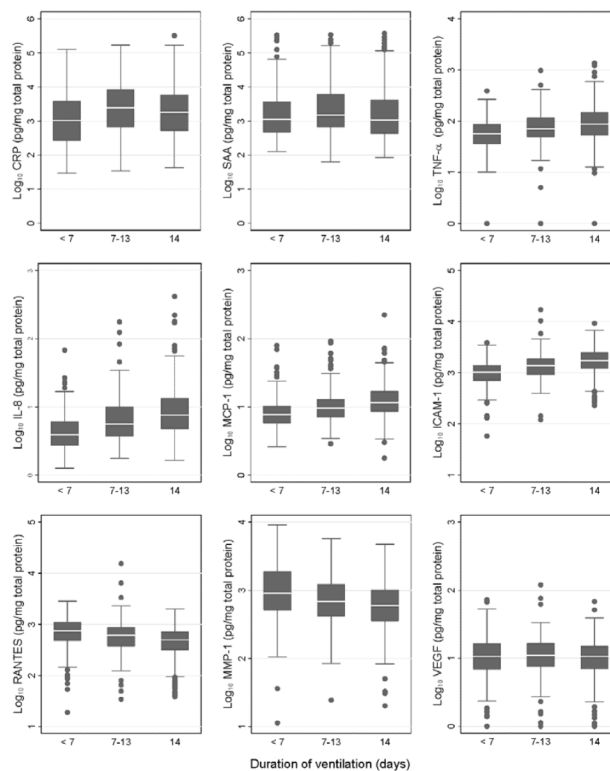 Log10 CRP (pg/mg total protein)
0 1 2 3 4 5 6
< 7 7-13 14
Log10 SAA (pg/mg total protein)
0 1 2 3 4 5 6
< 7 7-13 14
Log10 TNF-α (pg/mg total protein)
0 1 2 3 4
< 7 7-13 14
Log10 IL-8 (pg/mg total protein)
0 1 2 3
< 7 7-13 14
Log10 MCP-1 (pg/mg total protein)
0 1 2 3
< 7 7-13 14
Log10 ICAM-1 (pg/mg total protein)
1 2 3 4 5
< 7 7-13 14
Log10 RANTES (pg/mg total protein)
1 2 3 4 5
< 7 7-13 14
Log10 MMP-1 (pg/mg total protein)
1 2 3 4
< 7 7-13 14
Log10 VEGF (pg/mg total protein)
0 1 2 3
< 7 7-13 14
Duration of ventilation (days)